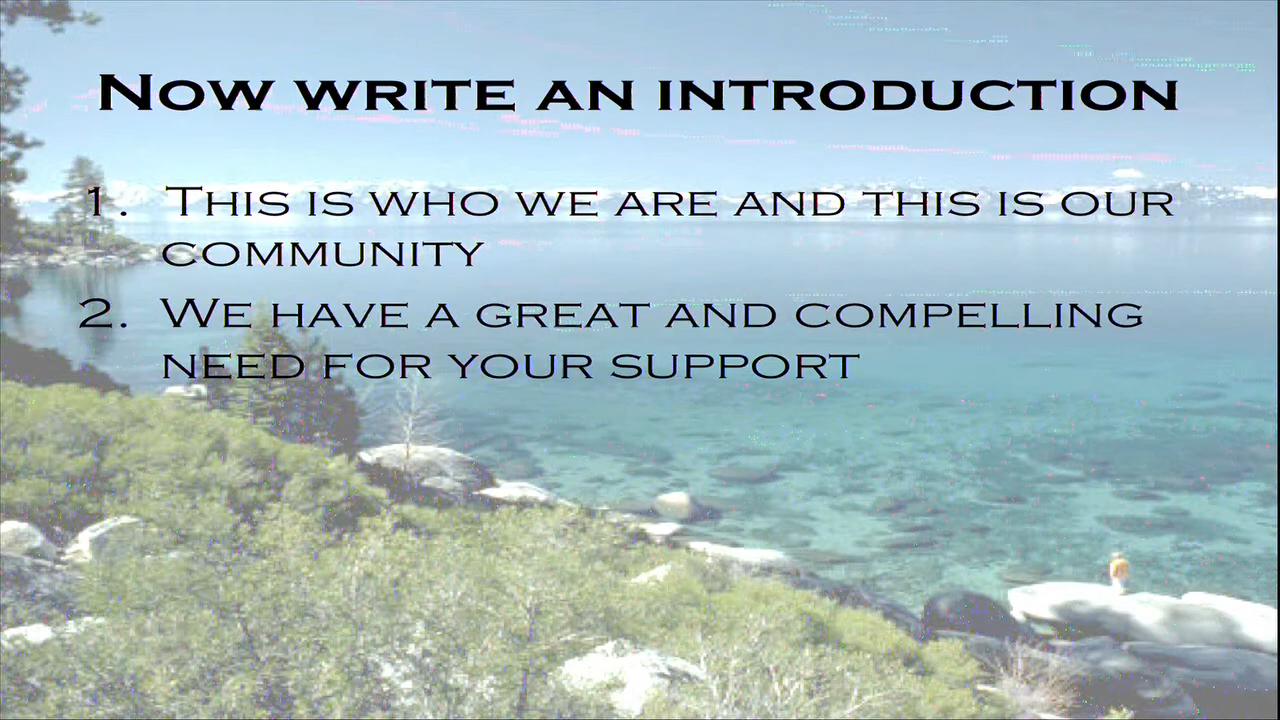 Now write an introduction
1. This is who we are and this is our
community
2. We have a great and compelling
need for your support